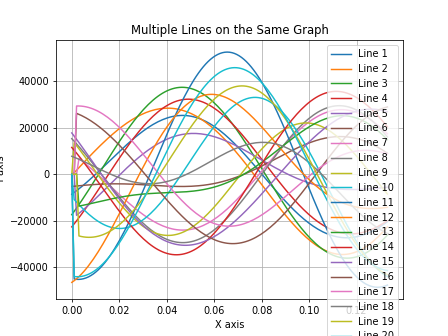 Multiple Lines on the Same Graph
40000
20000
0
−20000
−40000
0.00
0.02
0.04
0.06
0.08
0.10
X axis
Line 1
Line 2
Line 3
Line 4
Line 5
Line 6
Line 7
Line 8
Line 9
Line 10
Line 11
Line 12
Line 13
Line 14
Line 15
Line 16
Line 17
Line 18
Line 19
Line 20